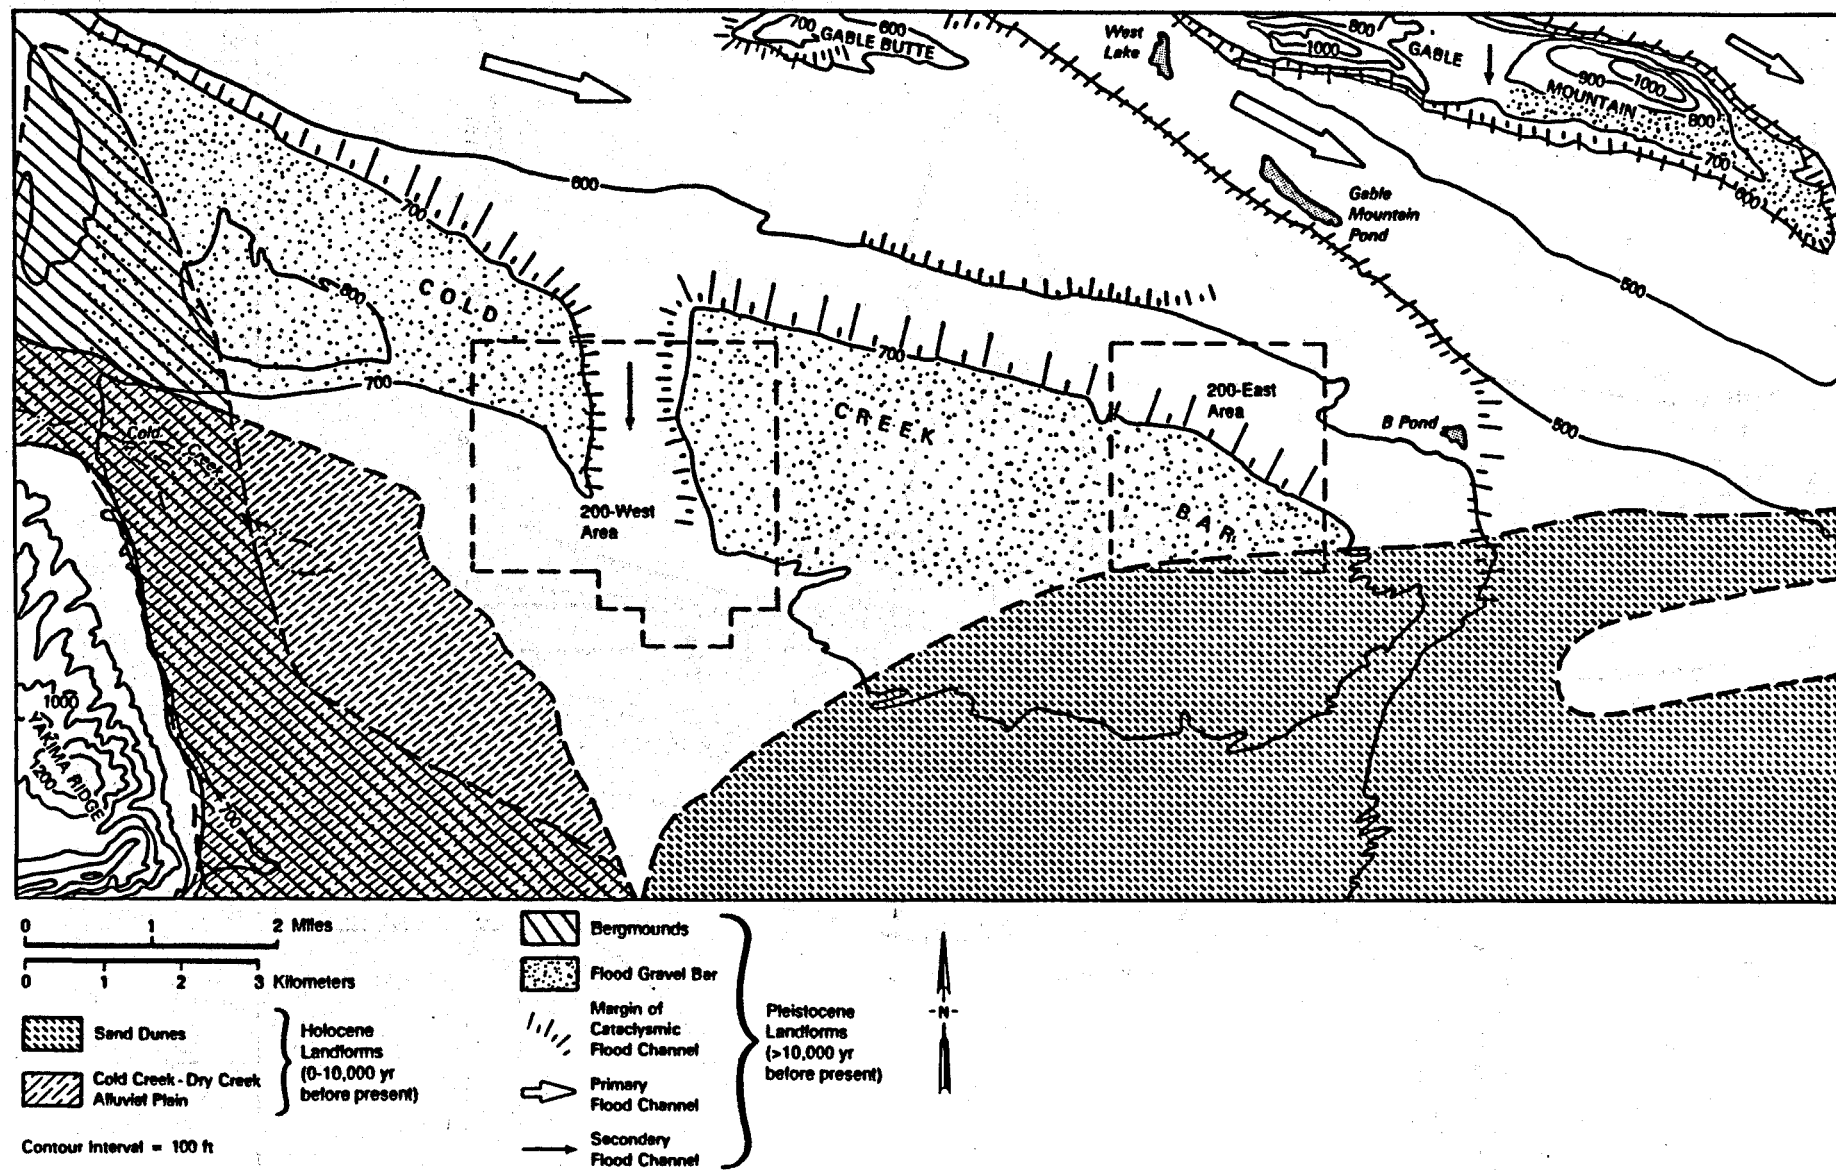 700
600
GABLE BUTTE
West
Lake
800
1000
GABLE
900
1000
MOUNTAIN
800
700
600
600
700
Gable
Mountain
Pond
500
COLD
800
700
700
CREEK
200-East
Area
B Pond
500
Cold
Creek
200-West
Area
BAR
1000
YAKIMA RIDGE
1200
700
0 1 2 Miles
0 1 2 3 Kilometers
Sand Dunes
Cold Creek - Dry Creek
Alluvial Plain
Holocene
Landforms
(0-10,000 yr
before present)
Contour Interval = 100 ft
Bergmounds
Flood Gravel Bar
Margin of
Cataclysmic
Flood Channel
Primary
Flood Channel
Secondary
Flood Channel
Pleistocene
Landforms
(>10,000 yr
before present)
-N-